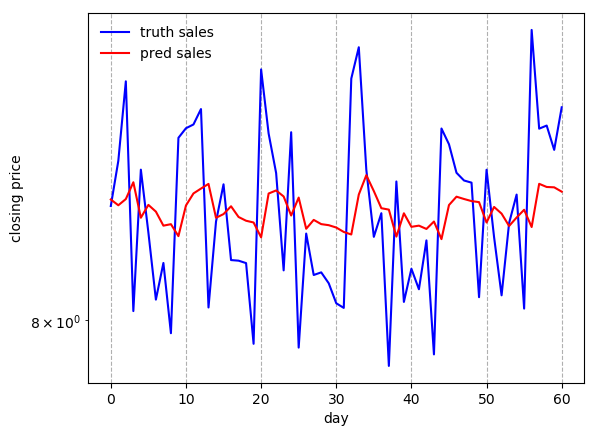 truth sales
pred sales
closing price
8 × 10⁰
0 10 20 30 40 50 60
day